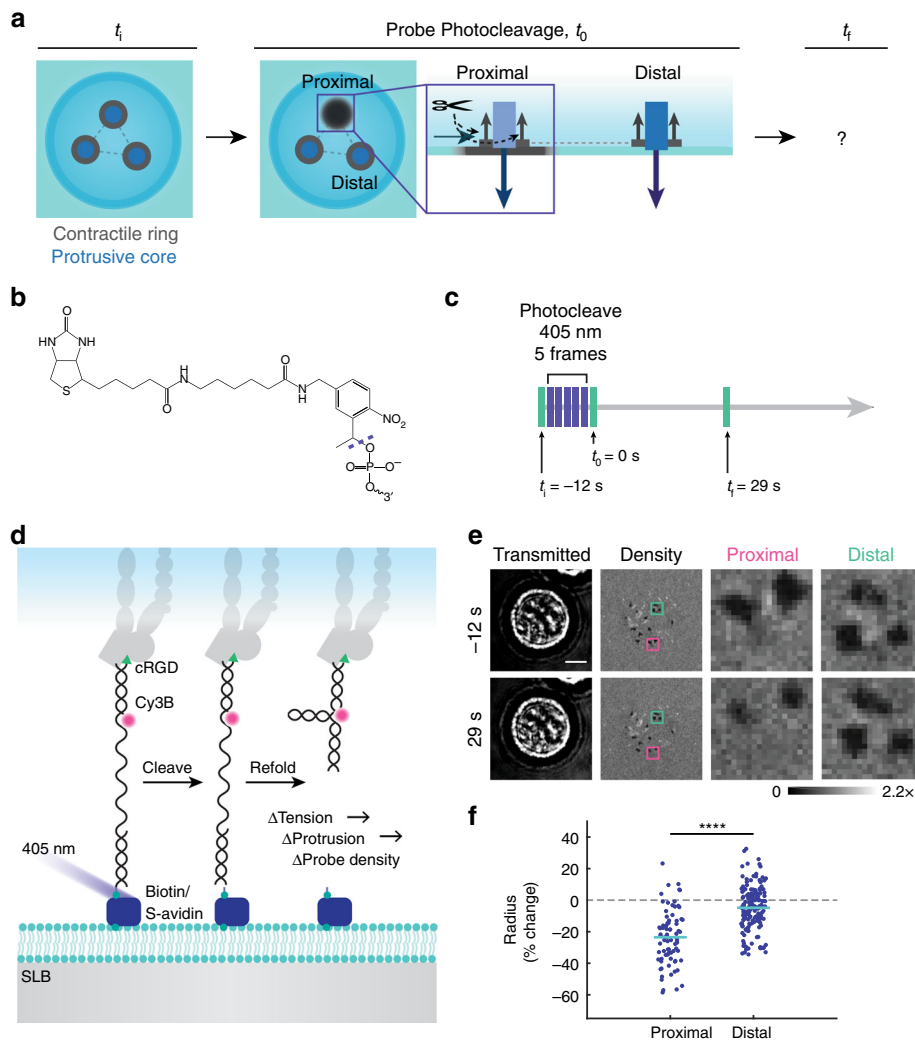 a
t_i
Probe Photocleavage, t_0
t_f
Proximal
Distal
Proximal
Distal
?
Contractile ring
Protrusive core
b
O
HN
NH
S
O
H
N
O
N
H
NO2
O
O
P
O–
O
3′
c
Photocleave
405 nm
5 frames
t_0 = 0 s
t_i = –12 s
t_f = 29 s
d
cRGD
Cy3B
Cleave
Refold
ΔTension →
ΔProtrusion →
ΔProbe density
405 nm
Biotin/
S-avidin
SLB
e
Transmitted
Density
Proximal
Distal
–12 s
29 s
0
2.2×
f
****
Radius
(% change)
40
20
0
–20
–40
–60
Proximal
Distal